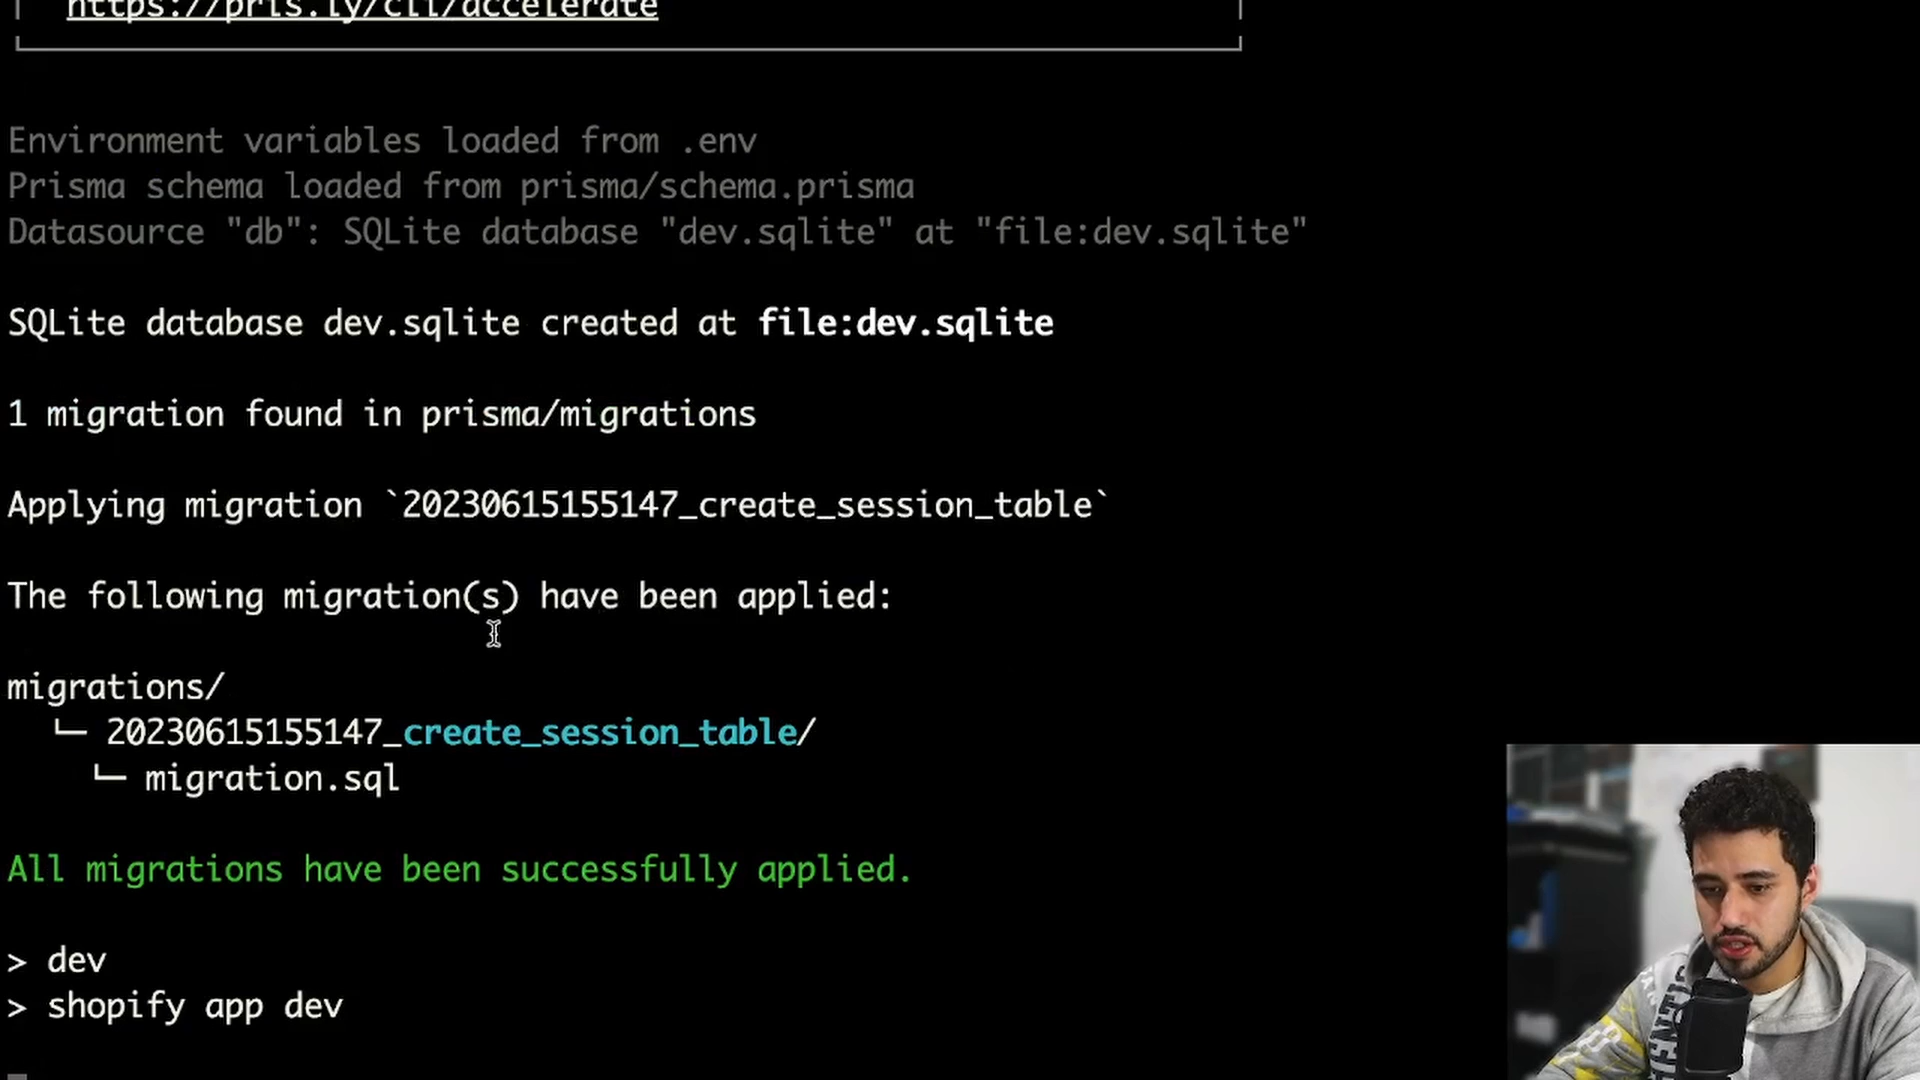 https://pris.ly/cli/accelerate
Environment variables loaded from .env
Prisma schema loaded from prisma/schema.prisma
Datasource "db": SQLite database "dev.sqlite" at "file:dev.sqlite"
SQLite database dev.sqlite created at file:dev.sqlite
1 migration found in prisma/migrations
Applying migration `20230615155147_create_session_table`
The following migration(s) have been applied:
migrations/
└─ 20230615155147_create_session_table/
└─ migration.sql
All migrations have been successfully applied.
> dev
> shopify app dev